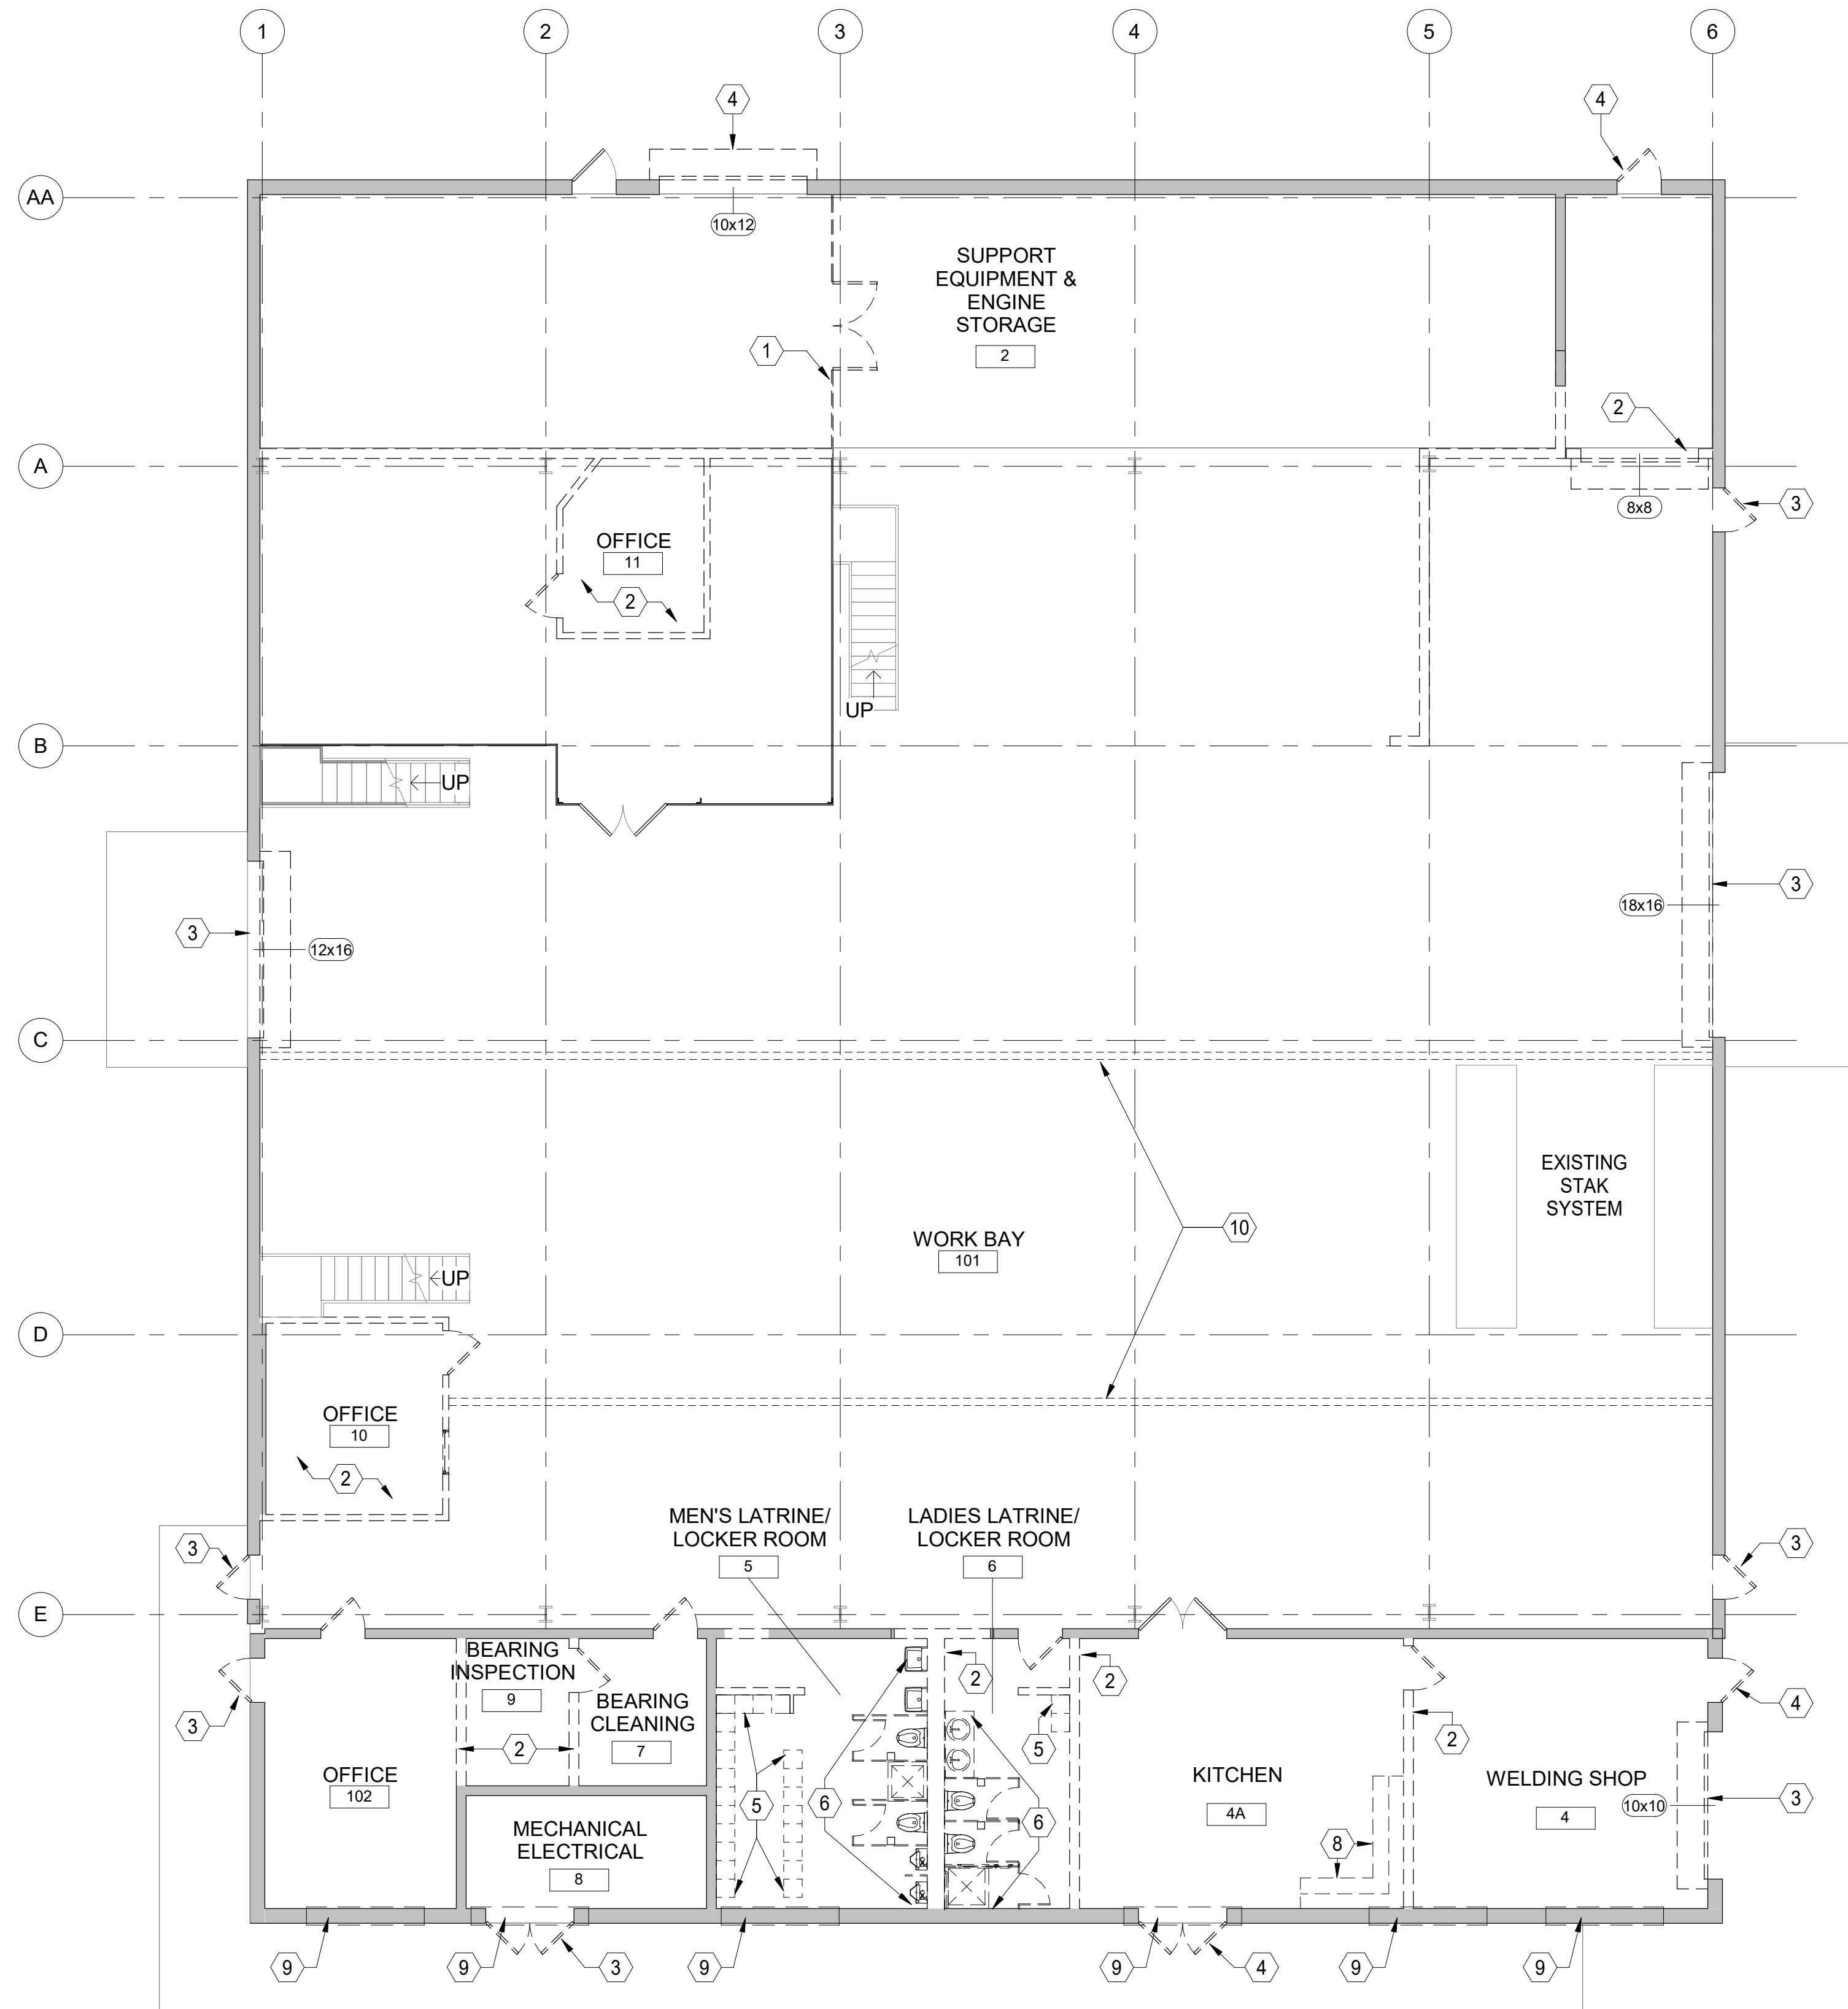 1
2
3
4
5
6
4
4
AA
10x12
SUPPORT
EQUIPMENT &
ENGINE
STORAGE
2
1
2
A
8x8
3
OFFICE
11
2
UP
B
UP
3
12x16
18x16
3
C
EXISTING
STAK
SYSTEM
10
WORK BAY
101
UP
D
OFFICE
10
2
MEN'S LATRINE/
LOCKER ROOM
5
LADIES LATRINE/
LOCKER ROOM
6
3
3
E
BEARING
INSPECTION
9
2
2
BEARING
CLEANING
7
3
4
2
5
2
OFFICE
102
KITCHEN
4A
WELDING SHOP
4
10x10
3
5
6
6
MECHANICAL
ELECTRICAL
8
8
9
9
3
9
9
4
9
9